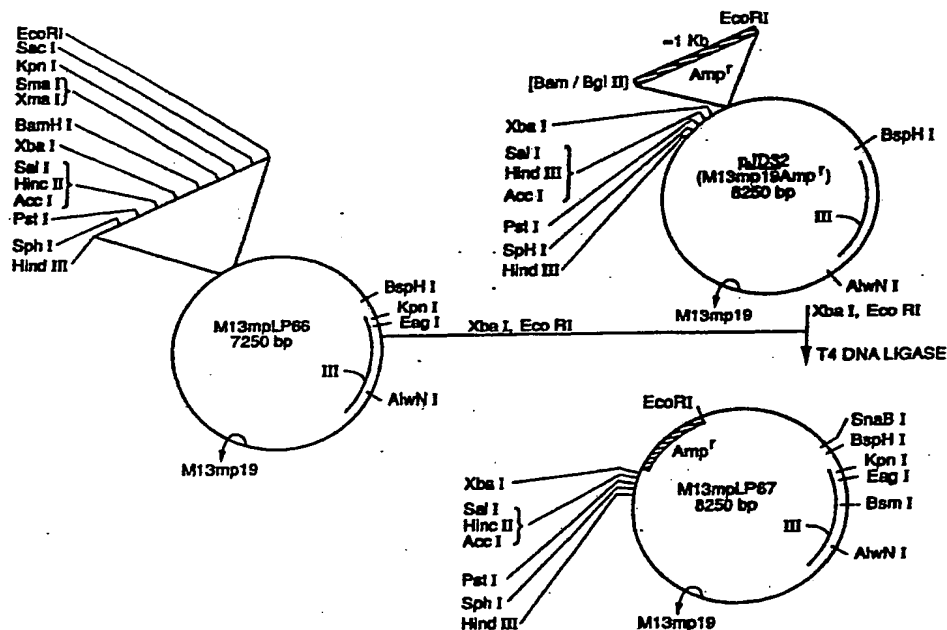 EcoRI
Sac I
Kpn I
Sma I
Xma I
BamH I
Xba I
Sal I
Hinc II
Acc I
Pst I
Sph I
Hind III
M13mpLP66
7250 bp
BspH I
Kpn I
Eag I
III
AlwN I
M13mp19
Xba I, Eco RI
EcoRI
~1 Kb
Amp r
[Bam / Bgl II]
Xba I
Sal I
Hind III
Acc I
Pst I
SpH I
Hind III
pJDS2
(M13mp19Amp r)
8250 bp
BspH I
III
AlwN I
M13mp19
Xba I, Eco RI
T4 DNA LIGASE
EcoRI
Amp r
Xba I
Sal I
Hinc II
Acc I
Pst I
Sph I
Hind III
M13mpLP67
8250 bp
SnaB I
BspH I
Kpn I
Eag I
Bsm I
III
AlwN I
M13mp19